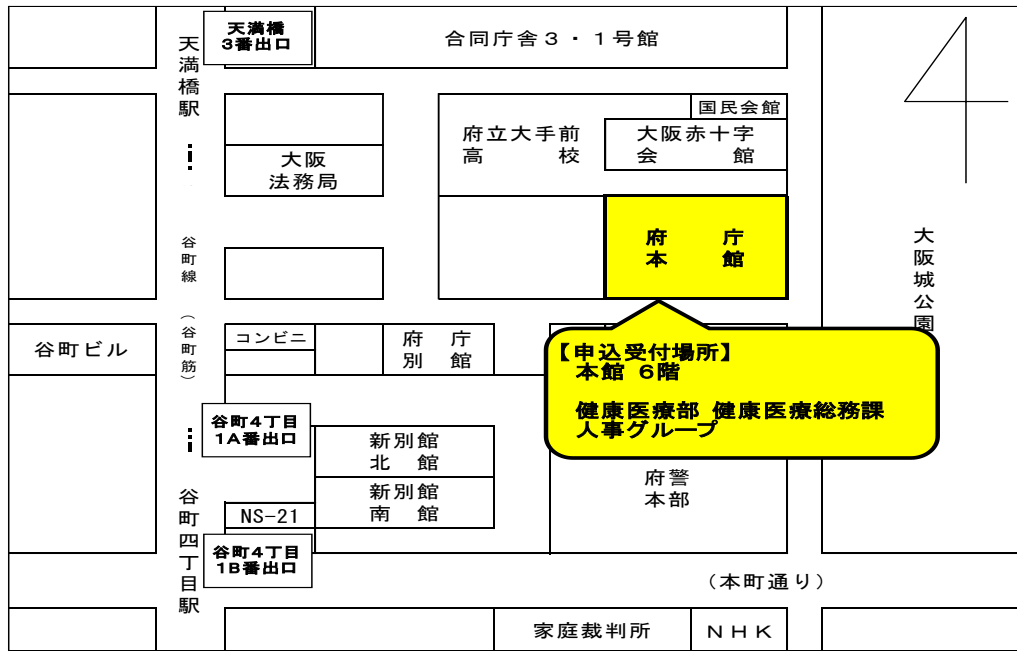 天満橋
3番出口
合同庁舎３・１号館
天満橋駅
国民会館
府立大手前
高　　校
大阪赤十字
会　　館
大阪
法務局
府　　庁
本　　館
谷町線
（谷町筋）
大阪城公園
谷町ビル
コンビニ
府　庁
別　館
【申込受付場所】
本館 6階
健康医療部 健康医療総務課
人事グループ
谷町4丁目
1A番出口
新別館
北　館
新別館
南　館
NS-21
府警
本部
谷町四丁目駅
谷町4丁目
1B番出口
（本町通り）
家庭裁判所
ＮＨＫ